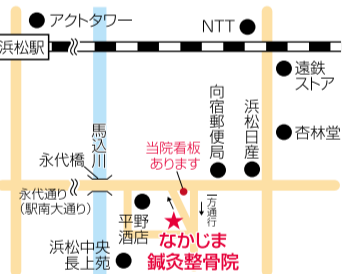 アクトタワー
NTT
浜松駅
遠鉄
ストア
馬込川
向宿郵便局
浜松日産
杏林堂
当院看板
あります
永代橋
永代通り
(駅南大通り)
一方通行
平野
酒店
なかじま
鍼灸整骨院
浜松中央
長上苑